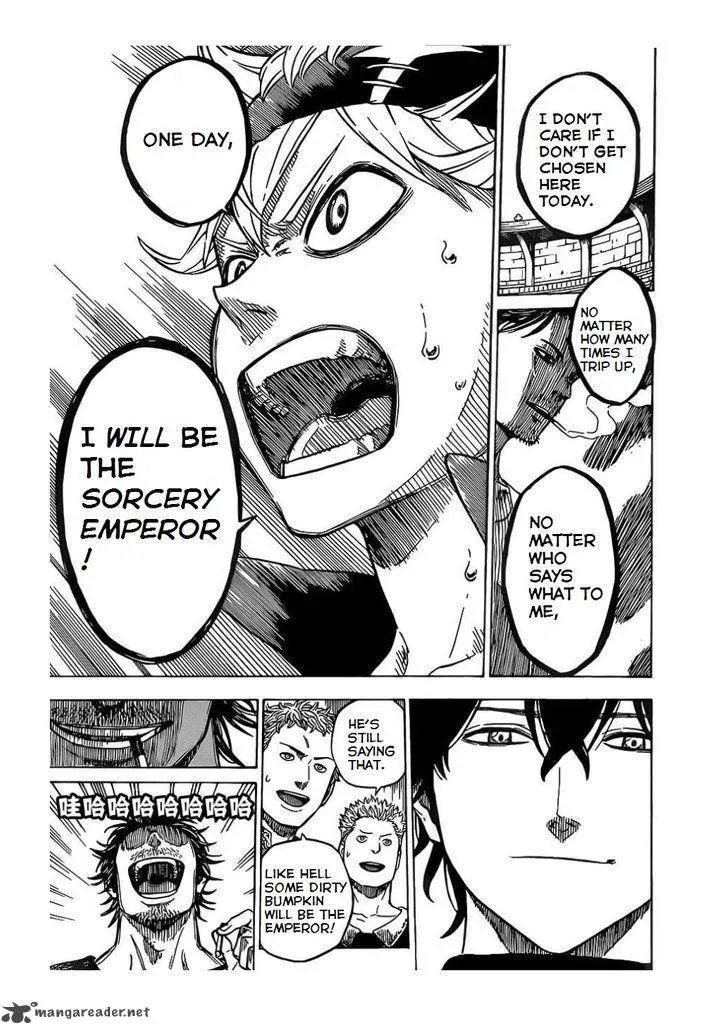 I DON'T
CARE IF I
DON'T GET
CHOSEN
HERE
TODAY.
NO
MATTER
HOW MANY
TIMES I
TRIP UP,
NO
MATTER
WHO
SAYS
WHAT TO
ME,
ONE DAY,
I WILL BE
THE
SORCERY
EMPEROR
!
HE'S
STILL
SAYING
THAT.
LIKE HELL
SOME DIRTY
BUMPKIN
WILL BE THE
EMPEROR!
哇哈哈哈哈哈哈哈
mangareader.net